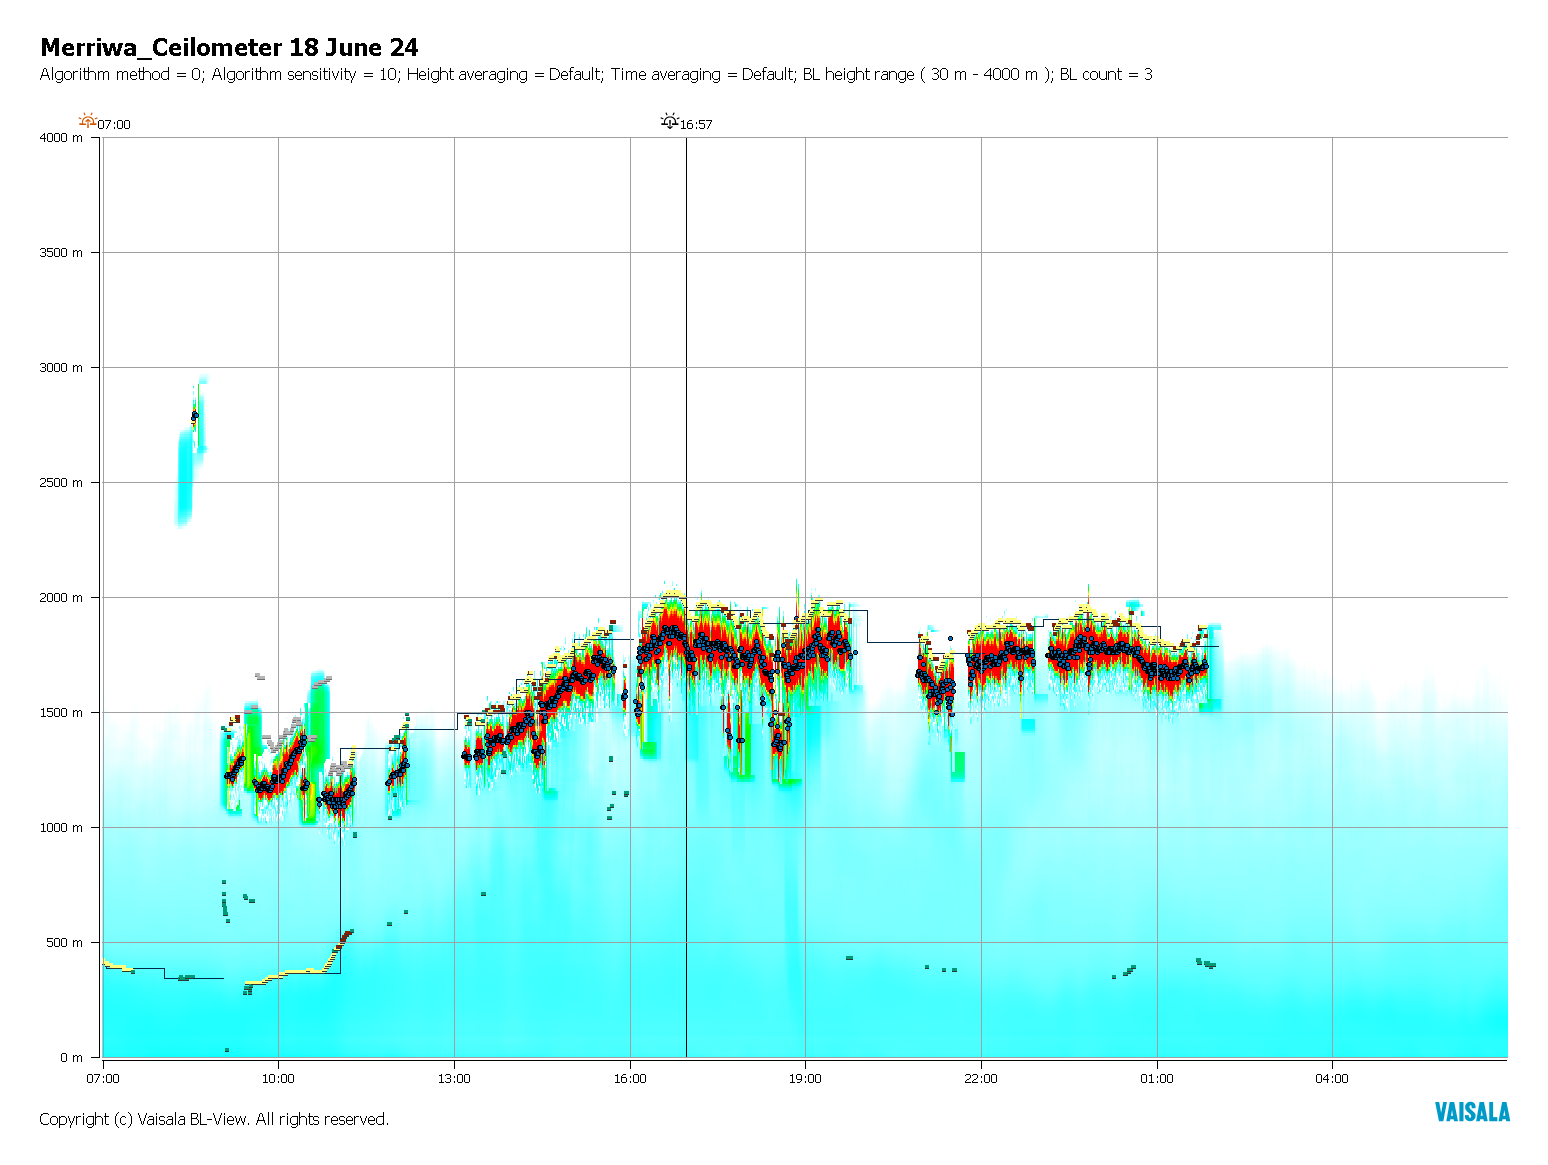 Merriwa_Ceilometer 18 June 24
Algorithm method = 0; Algorithm sensitivity = 10; Height averaging = Default; Time averaging = Default; BL height range ( 30 m - 4000 m ); BL count = 3
07:00 16:57
4000 m
3500 m
3000 m
2500 m
2000 m
1500 m
1000 m
500 m
0 m
07:00 10:00 13:00 16:00 19:00 22:00 01:00 04:00
Copyright (c) Vaisala BL-View. All rights reserved.
VAISALA